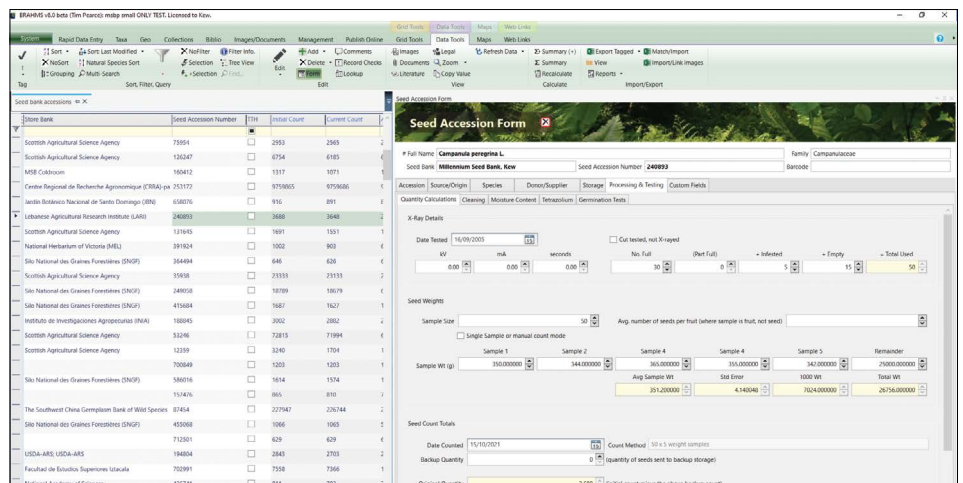 BRAHMS v8.0 beta (Tim Pearce): msbp small ONLY TEST. Licensed to Kew.
Grid Tools Data Tools Maps Web Links
System Rapid Data Entry Taxa Geo Collections Biblio Images/Documents Management Publish Online Grid Tools Data Tools Maps Web Links
Sort Sort: Last Modified NoFilter Filter Info. Add Comments Images Legal Refresh Data Summary (+) Export Tagged Match/Import
NoSort Natural Species Sort Selection Tree View Delete Record Checks Documents Zoom Summary View Import/Link Images
Grouping Multi-Search +Selection Find... Edit Form Lookup Literature Copy Value Recalculate Reports
Tag Sort, Filter, Query Edit View Calculate Import/Export
Seed bank accessions
Store Bank Seed Accession Number TTH Initial Count Current Count
Scottish Agricultural Science Agency 75954 2953 2565
Scottish Agricultural Science Agency 126247 6754 6185
MSB Coldroom 160412 1317 1071
Centre Regional de Recherche Agronomique (CRRA)-pa 253172 9759865 9759686
Jardín Botánico Nacional de Santo Domingo (JBN) 658076 916 891
Lebanese Agricultural Research Institute (LARI) 240893 3688 3648
Scottish Agricultural Science Agency 131645 1691 1551
National Herbarium of Victoria (MEL) 391924 1002 903
Silo National des Graines Forestières (SNGF) 364494 646 626
Scottish Agricultural Science Agency 35938 23333 23133
Silo National des Graines Forestières (SNGF) 249058 18789 18679
Silo National des Graines Forestières (SNGF) 415684 1687 1627
Instituto de Investigaciones Agropecurias (INIA) 188845 3002 2882
Scottish Agricultural Science Agency 53246 72815 71994
Scottish Agricultural Science Agency 12359 3240 1704
700849 1203 1203
Silo National des Graines Forestières (SNGF) 586016 1614 1574
157476 865 810
The Southwest China Germplasm Bank of Wild Species 87454 227947 226744
Silo National des Graines Forestières (SNGF) 455068 1066 1065
712501 629 629
USDA-ARS; USDA-ARS 194804 2843 2703
Facultad de Estudios Superiores Iztacala 702991 7558 7366
Seed Accession Form
Seed Accession Form
# Full Name Campanula peregrina L. Family Campanulaceae
Seed Bank Millennium Seed Bank, Kew Seed Accession Number 240893 Barcode
Accession Source/Origin Species Donor/Supplier Storage Processing & Testing Custom Fields
Quantity Calculations Cleaning Moisture Content Tetrazolium Germination Tests
X-Ray Details
Date Tested 16/09/2005 15 Cut tested, not X-rayed
kV mA seconds No. Full (Part Full) + Infested + Empty = Total Used
0.00 0.00 0.00 30 0 5 15 50
Seed Weights
Sample Size 50 Avg. number of seeds per fruit (where sample is fruit, not seed)
Single Sample or manual count mode
Sample 1 Sample 2 Sample 4 Sample 4 Sample 5 Remainder
Sample Wt (g) 350.000000 344.000000 365.000000 355.000000 342.000000 25000.000000
Avg Sample Wt Std Error 1000 Wt Total Wt
351.200000 4.140048 7024.000000 26756.000000
Seed Count Totals
Date Counted 15/10/2021 15 Count Method 50 x 5 weight samples
Backup Quantity 0 (quantity of seeds sent to backup storage)